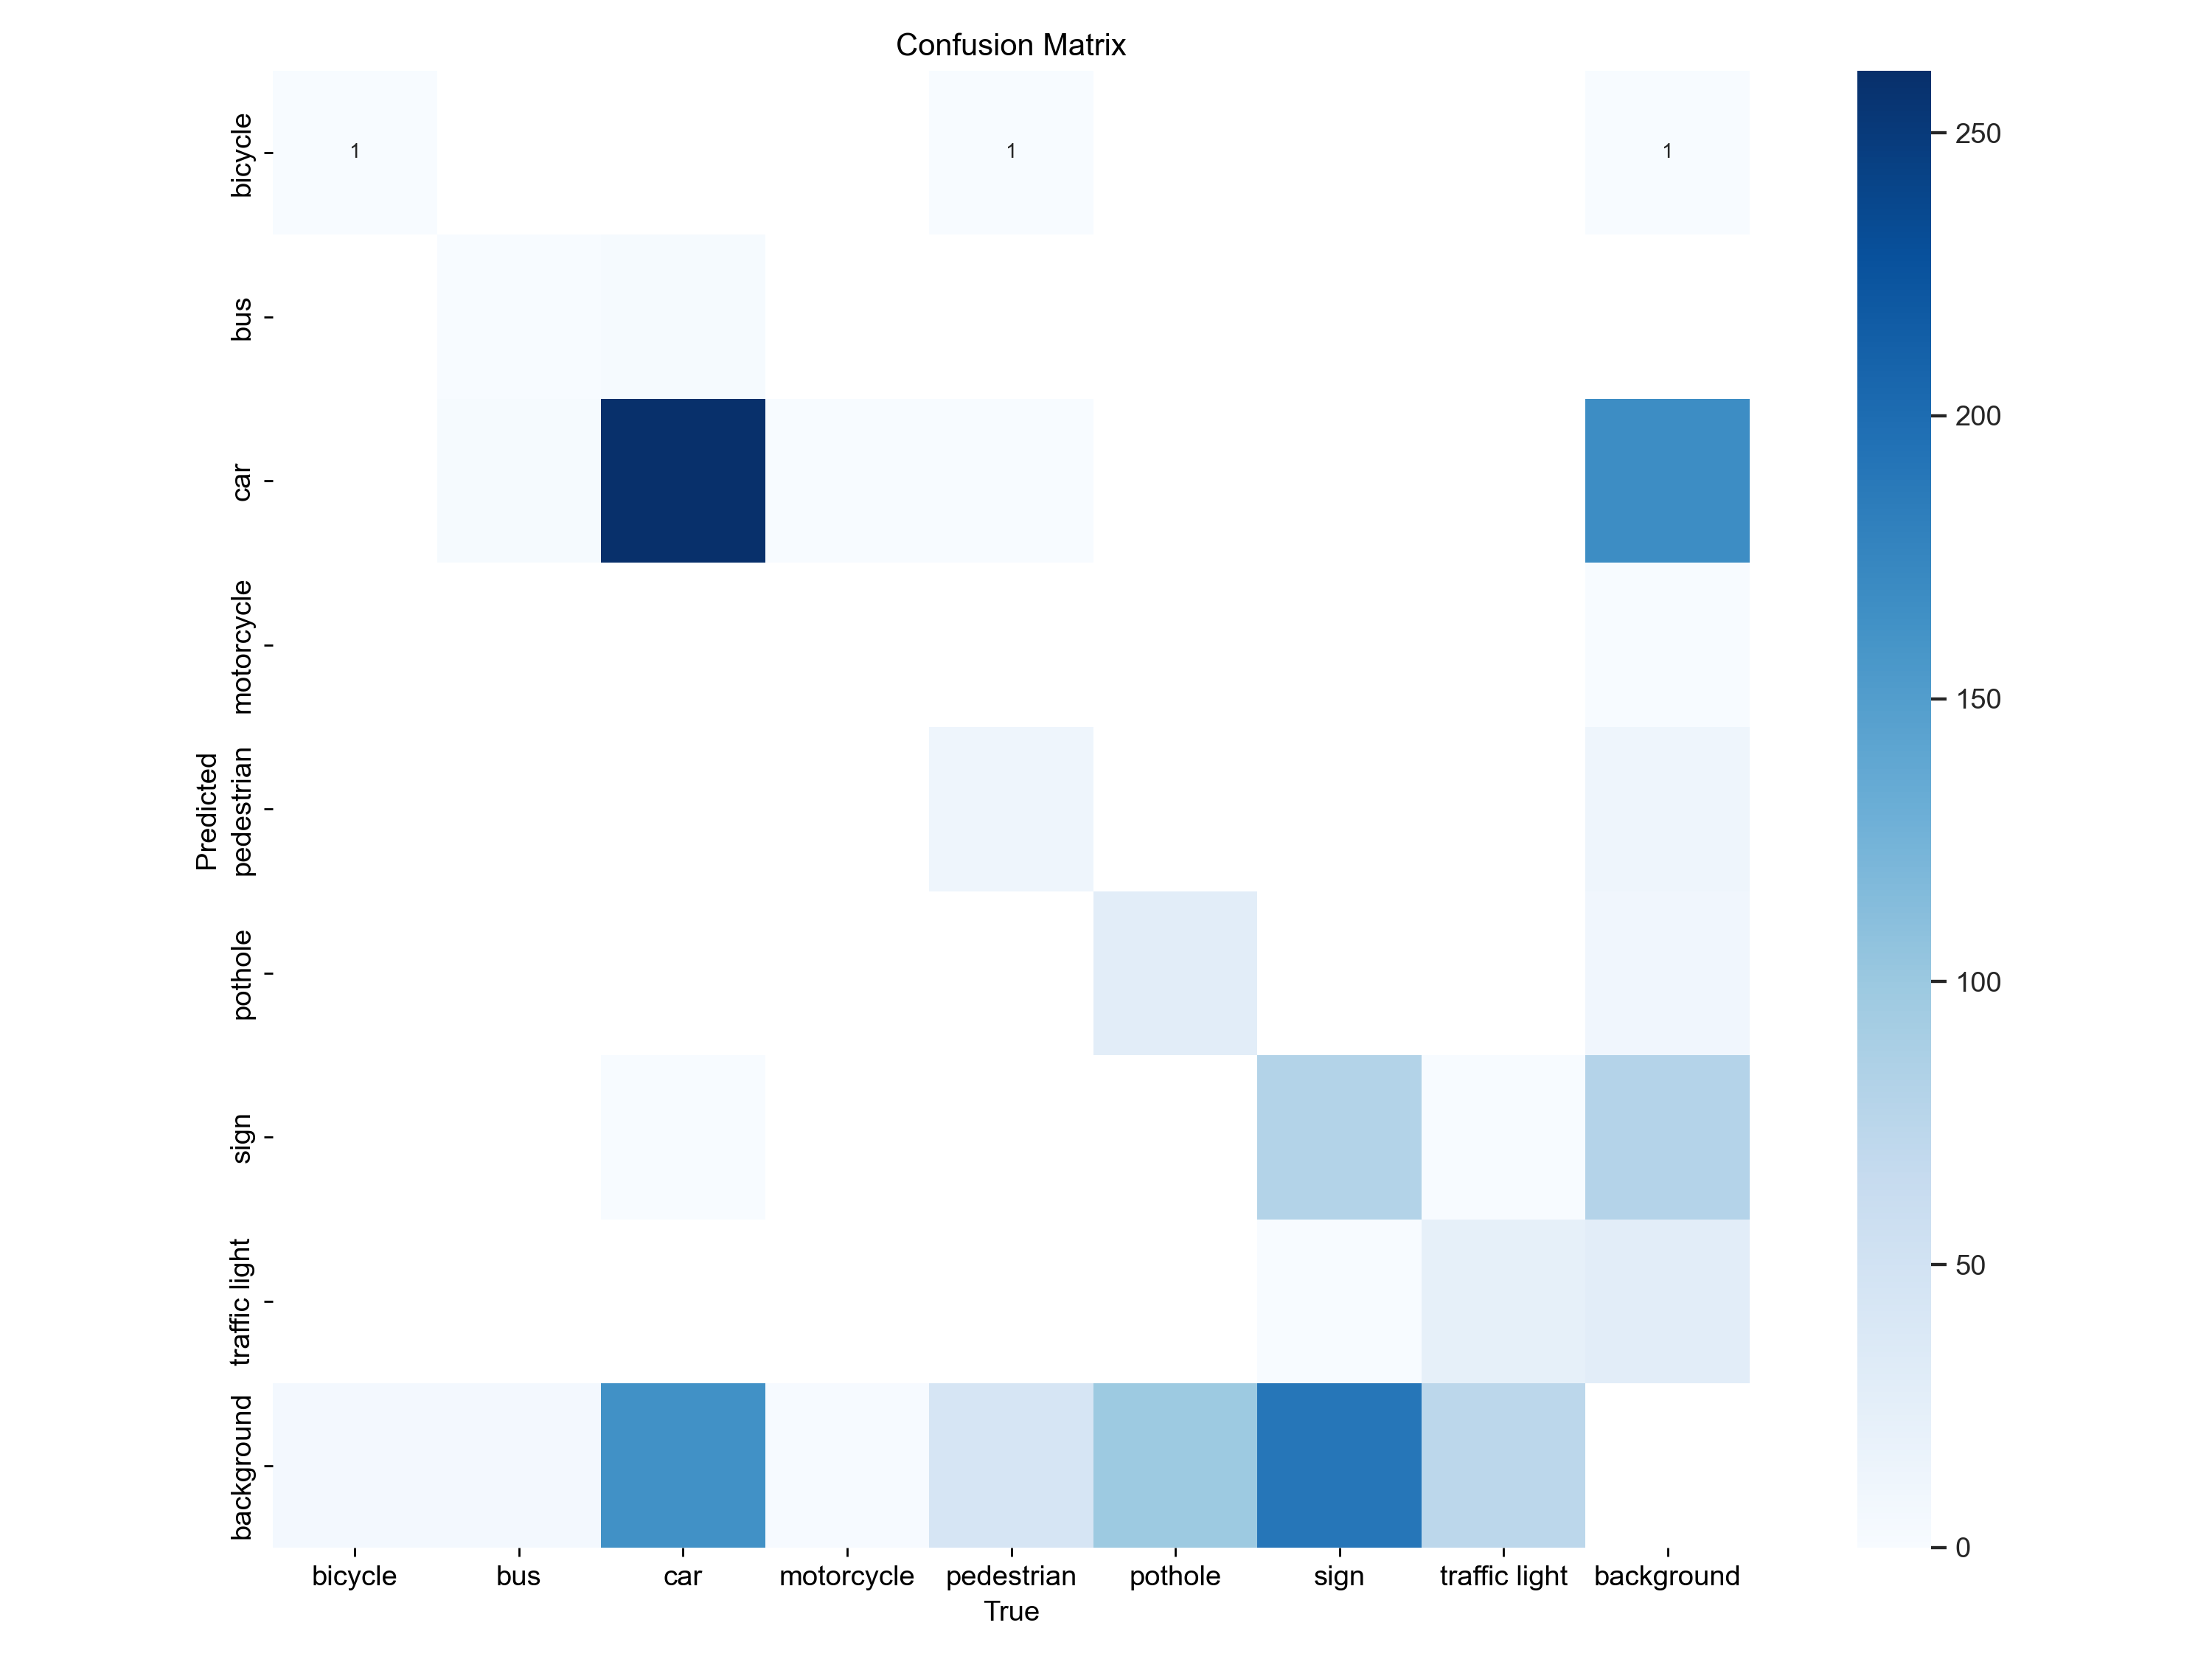 Confusion Matrix
bicycle
1
1
1
bus
car
motorcycle
pedestrian
pothole
sign
traffic light
background
Predicted
bicycle
bus
car
motorcycle
pedestrian
pothole
sign
traffic light
background
True
250
200
150
100
50
0